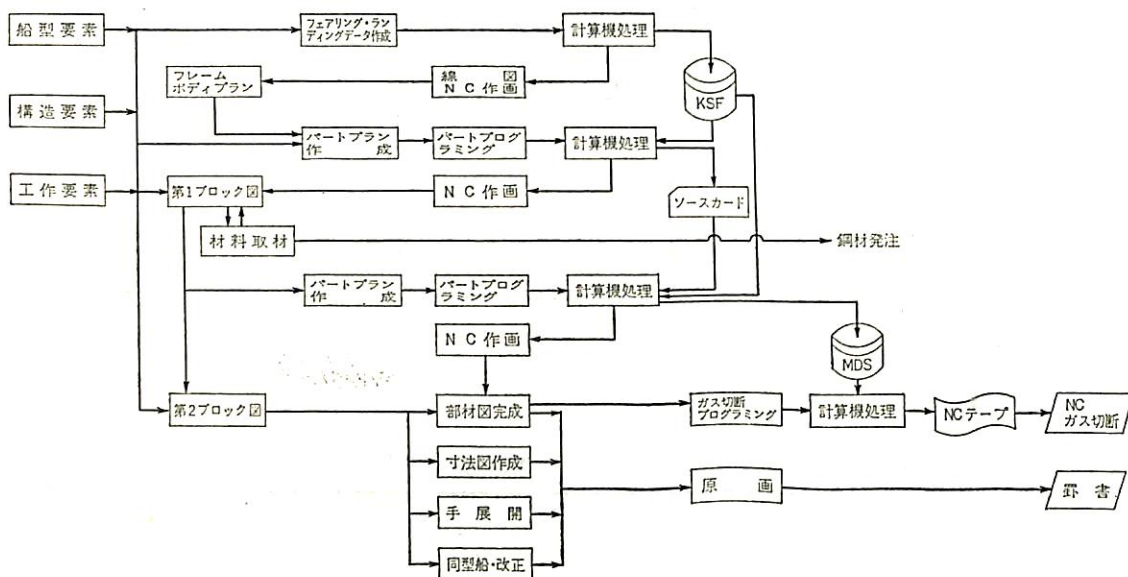 船型要素
フェアリング・ラン
ディングデータ作成
計算機処理
フレーム
ボディプラン
線図
NC作画
KSF
構造要素
パートプラン
作成
パートプログ
ラミング
計算機処理
工作要素
第1ブロック図
NC作画
ソースカード
材料取材
鋼材発注
パートプラン
作成
パートプログ
ラミング
計算機処理
NC作画
MDS
第2ブロック図
部材図完成
ガス切断
プログラミング
計算機処理
NCテープ
NC
ガス切断
寸法図作成
原画
罫書
手展開
同型船・改正